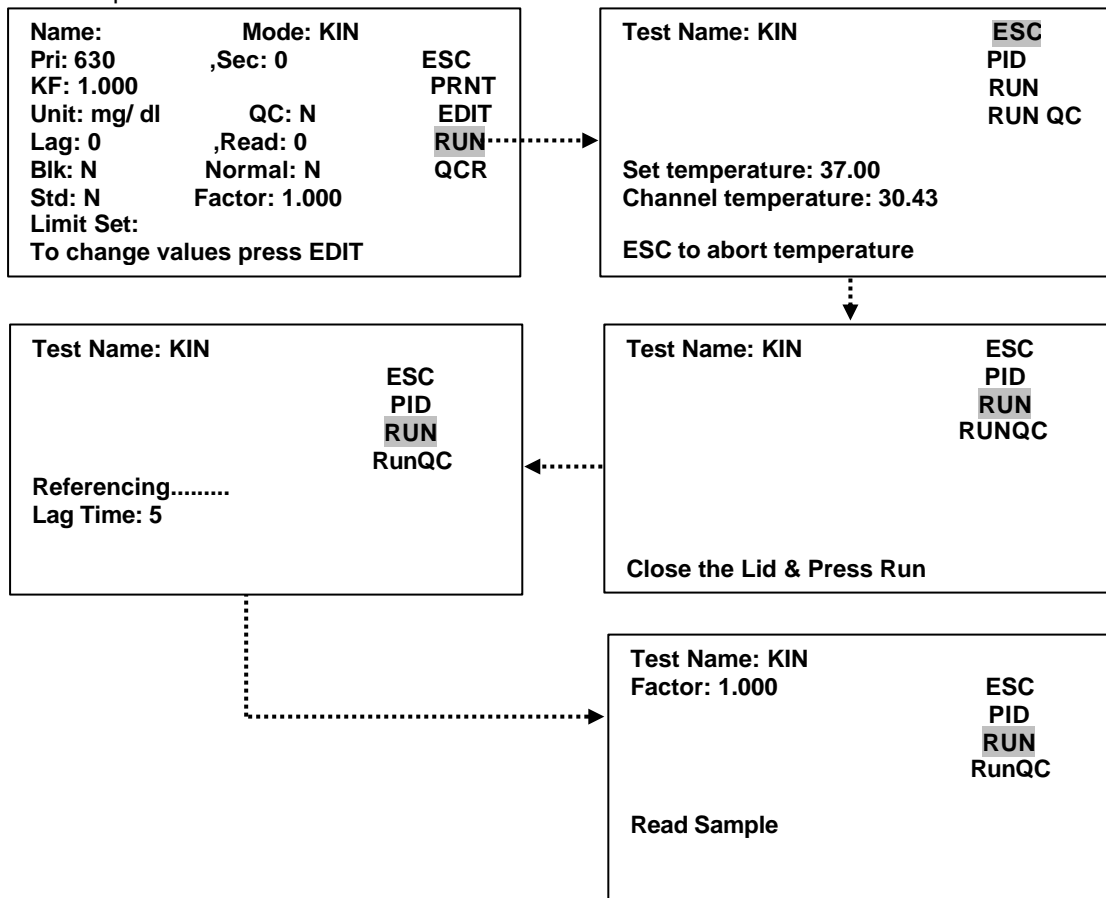 Name: Mode: KIN
Pri: 630 ,Sec: 0 ESC
KF: 1.000 PRNT
Unit: mg/ dl QC: N EDIT
Lag: 0 ,Read: 0 RUN
Blk: N Normal: N QCR
Std: N Factor: 1.000
Limit Set:
To change values press EDIT
Test Name: KIN ESC
PID
RUN
RUN QC
Set temperature: 37.00
Channel temperature: 30.43
ESC to abort temperature
Test Name: KIN ESC
PID
RUN
RUNQC
Close the Lid & Press Run
Test Name: KIN
ESC
PID
RUN
RunQC
Referencing.........
Lag Time: 5
Test Name: KIN
Factor: 1.000 ESC
PID
RUN
RunQC
Read Sample